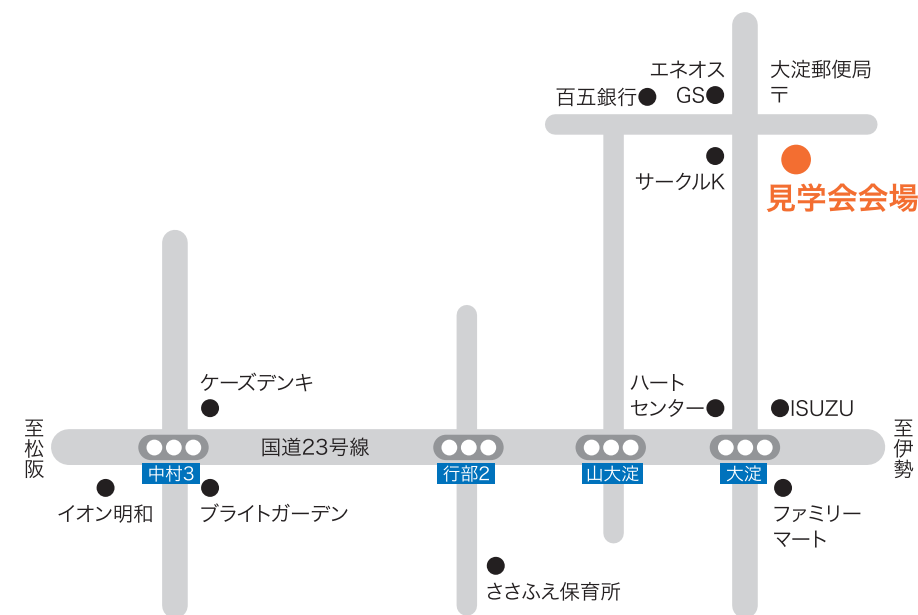 エネオス
GS
大淀郵便局
〒
百五銀行
サークルK
見学会会場
ケーズデンキ
ハート
センター
ISUZU
至松阪
国道23号線
至伊勢
中村3
行部2
山大淀
大淀
イオン明和
ブライトガーデン
ファミリー
マート
ささふえ保育所